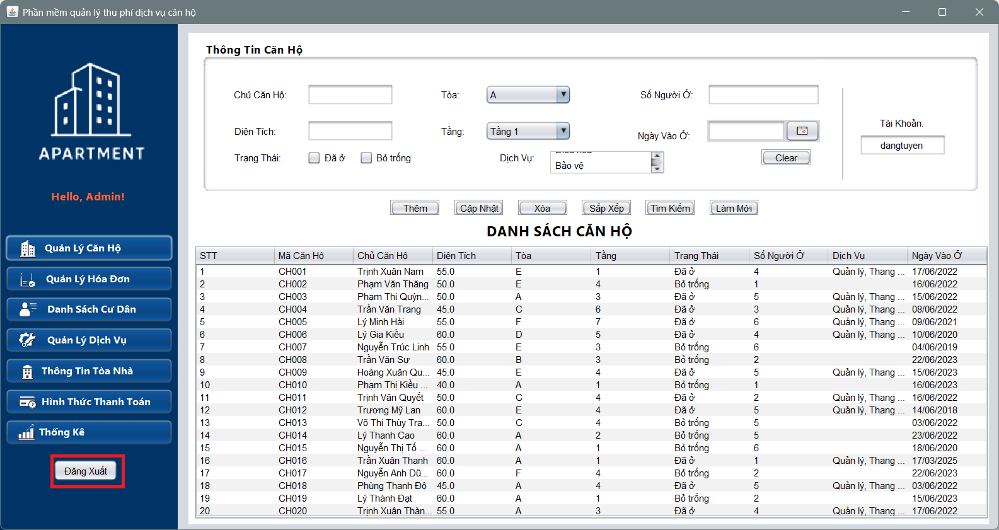 Phần mềm quản lý thu phí dịch vụ căn hộ
APARTMENT
Hello, Admin!
Quản Lý Căn Hộ
Quản Lý Hóa Đơn
Danh Sách Cư Dân
Quản Lý Dịch Vụ
Thông Tin Tòa Nhà
Hình Thức Thanh Toán
Thống Kê
Đăng Xuất
Thông Tin Căn Hộ
Chủ Căn Hộ: Tòa: A Số Người Ở:
Diện Tích: Tầng: Tầng 1 Ngày Vào Ở:
Trạng Thái: Đã ở Bỏ trống Dịch Vụ: Bảo vệ Clear
Tài Khoản:
dangtuyen
Thêm Cập Nhật Xóa Sắp Xếp Tìm Kiếm Làm Mới
DANH SÁCH CĂN HỘ
STT Mã Căn Hộ Chủ Căn Hộ Diện Tích Tòa Tầng Trạng Thái Số Người Ở Dịch Vụ Ngày Vào Ở
1 CH001 Trịnh Xuân Nam 55.0 E 1 Đã ở 4 Quản lý, Thang ... 17/06/2022
2 CH002 Phạm Văn Thăng 50.0 E 4 Bỏ trống 1 16/06/2022
3 CH003 Phạm Thị Quỳn... 50.0 A 3 Đã ở 5 Quản lý, Thang ... 15/06/2022
4 CH004 Trần Văn Trang 45.0 C 6 Đã ở 3 Quản lý, Thang ... 08/06/2022
5 CH005 Lý Minh Hải 55.0 F 7 Đã ở 6 Quản lý, Thang ... 09/06/2021
6 CH006 Lý Gia Kiều 60.0 D 5 Đã ở 4 Quản lý, Thang ... 10/06/2020
7 CH007 Nguyễn Trúc Linh 55.0 E 3 Bỏ trống 6 04/06/2019
8 CH008 Trần Văn Sự 60.0 B 3 Bỏ trống 2 22/06/2023
9 CH009 Hoàng Xuân Qu... 45.0 E 4 Đã ở 5 Quản lý, Thang ... 15/06/2023
10 CH010 Phạm Thị Kiều ... 40.0 A 1 Bỏ trống 1 16/06/2023
11 CH011 Trịnh Văn Quyết 50.0 C 4 Đã ở 2 Quản lý, Thang ... 16/06/2022
12 CH012 Trương Mỹ Lan 60.0 E 4 Đã ở 5 Quản lý, Thang ... 14/06/2018
13 CH013 Võ Thị Thùy Tra... 50.0 C 4 Bỏ trống 5 03/06/2022
14 CH014 Lý Thanh Cao 60.0 A 2 Bỏ trống 5 23/06/2022
15 CH015 Nguyễn Thị Tố ... 60.0 A 1 Bỏ trống 6 18/06/2020
16 CH016 Trần Xuân Thanh 60.0 A 1 Đã ở 1 Quản lý, Thang ... 17/03/2025
17 CH017 Nguyễn Anh Dũ... 60.0 F 4 Bỏ trống 2 22/06/2023
18 CH018 Phùng Thanh Độ 45.0 A 4 Đã ở 5 Quản lý, Thang ... 03/06/2022
19 CH019 Lý Thành Đạt 60.0 A 1 Bỏ trống 2 15/06/2023
20 CH020 Trịnh Xuân Thàn... 55.0 A 3 Đã ở 4 Quản lý, Thang ... 17/06/2022